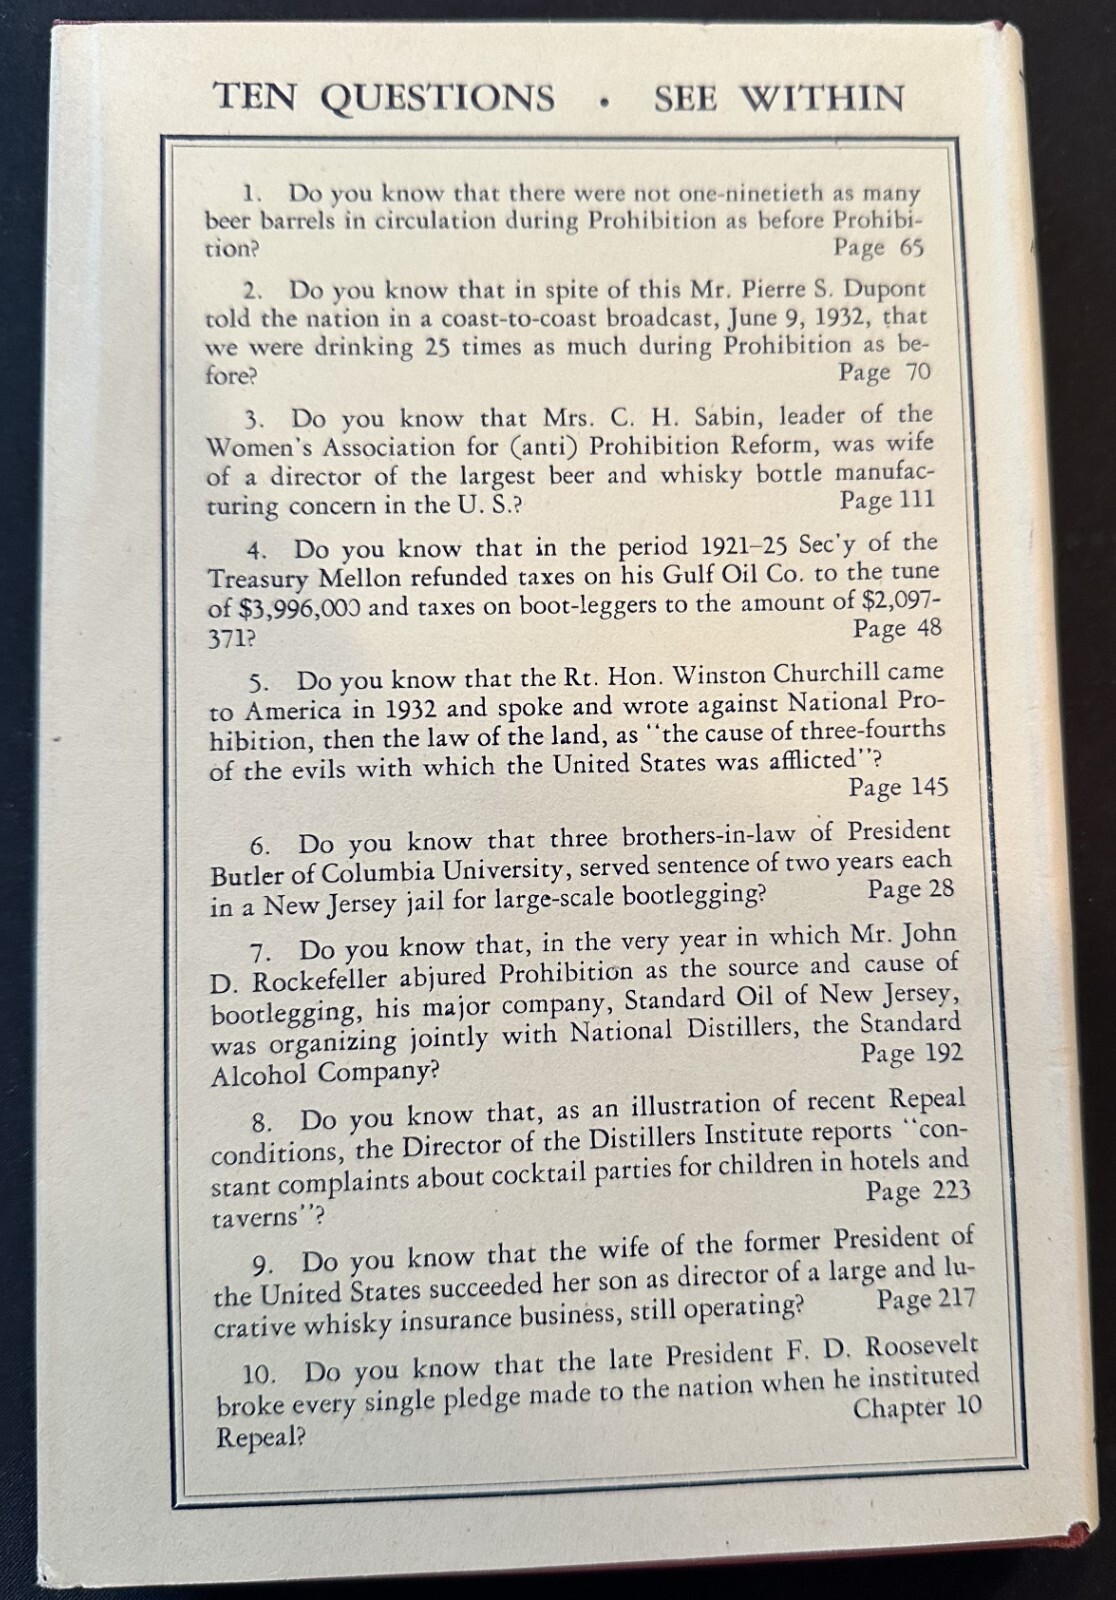 TEN QUESTIONS • SEE WITHIN
1. Do you know that there were not one-ninetieth as many
beer barrels in circulation during Prohibition as before Prohibi-
tion? Page 65
2. Do you know that in spite of this Mr. Pierre S. Dupont
told the nation in a coast-to-coast broadcast, June 9, 1932, that
we were drinking 25 times as much during Prohibition as be-
fore? Page 70
3. Do you know that Mrs. C. H. Sabin, leader of the
Women's Association for (anti) Prohibition Reform, was wife
of a director of the largest beer and whisky bottle manufac-
turing concern in the U. S.? Page 111
4. Do you know that in the period 1921–25 Sec'y of the
Treasury Mellon refunded taxes on his Gulf Oil Co. to the tune
of $3,996,000 and taxes on boot-leggers to the amount of $2,097-
371? Page 48
5. Do you know that the Rt. Hon. Winston Churchill came
to America in 1932 and spoke and wrote against National Pro-
hibition, then the law of the land, as "the cause of three-fourths
of the evils with which the United States was afflicted"?
Page 145
6. Do you know that three brothers-in-law of President
Butler of Columbia University, served sentence of two years each
in a New Jersey jail for large-scale bootlegging? Page 28
7. Do you know that, in the very year in which Mr. John
D. Rockefeller abjured Prohibition as the source and cause of
bootlegging, his major company, Standard Oil of New Jersey,
was organizing jointly with National Distillers, the Standard
Alcohol Company? Page 192
8. Do you know that, as an illustration of recent Repeal
conditions, the Director of the Distillers Institute reports "con-
stant complaints about cocktail parties for children in hotels and
taverns"? Page 223
9. Do you know that the wife of the former President of
the United States succeeded her son as director of a large and lu-
crative whisky insurance business, still operating? Page 217
10. Do you know that the late President F. D. Roosevelt
broke every single pledge made to the nation when he instituted
Repeal? Chapter 10